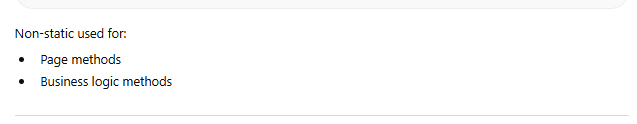 Non-static used for:
• Page methods
• Business logic methods